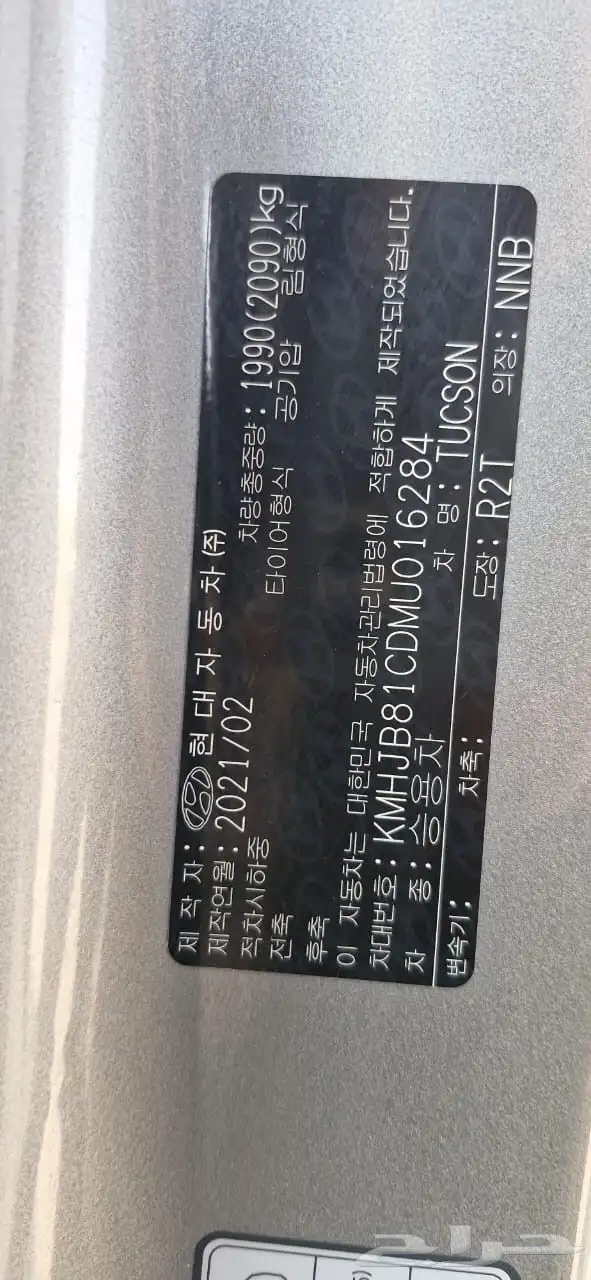 제 작 자 : 현 대 자 동 차 (주)
제작연월 : 2021/02 차량총중량 : 1990(2090)kg
적차시하중 타이어형식 공기압 림형식
전축
후축
이 자동차는 대한민국 자동차관리법령에 적합하게 제작되었습니다.
차대번호 : KMHJB81CDMU016284
차 종 : 승용차 차 명 : TUCSON
변속기 : 차축 : 도장 : R2T 의장 : NNB
حراج